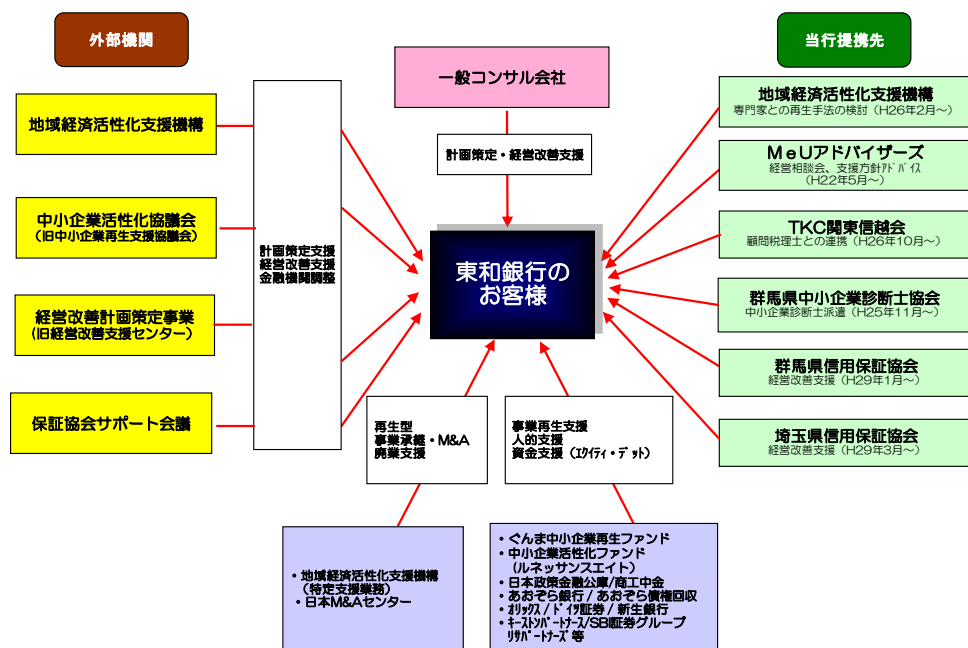 外部機関
地域経済活性化支援機構
中小企業活性化協議会
(旧中小企業再生支援協議会)
経営改善計画策定事業
(旧経営改善支援センター)
保証協会サポート会議
計画策定支援
経営改善支援
金融機関調整
一般コンサル会社
計画策定・経営改善支援
東和銀行の
お客様
当行提携先
地域経済活性化支援機構
専門家との再生手法の検討(H26年2月~)
MeUアドバイザーズ
経営相談会、支援方針アドバイス
(H22年5月~)
TKC関東信越会
顧問税理士との連携(H26年10月~)
群馬県中小企業診断士協会
中小企業診断士派遣(H25年11月~)
群馬県信用保証協会
経営改善支援(H29年1月~)
埼玉県信用保証協会
経営改善支援(H29年3月~)
再生型
事業承継・M&A
廃業支援
事業再生支援
人的支援
資金支援(エクイティ・デット)
・地域経済活性化支援機構
(特定支援業務)
・日本M&Aセンター
・ぐんま中小企業再生ファンド
・中小企業活性化ファンド
(ルネッサンスエイト)
・日本政策金融公庫/商工中金
・あおぞら銀行/あおぞら債権回収
・オリックス/ドイツ証券/新生銀行
・キーストンパートナース/SBI証券グループ
リサパートナーズ等